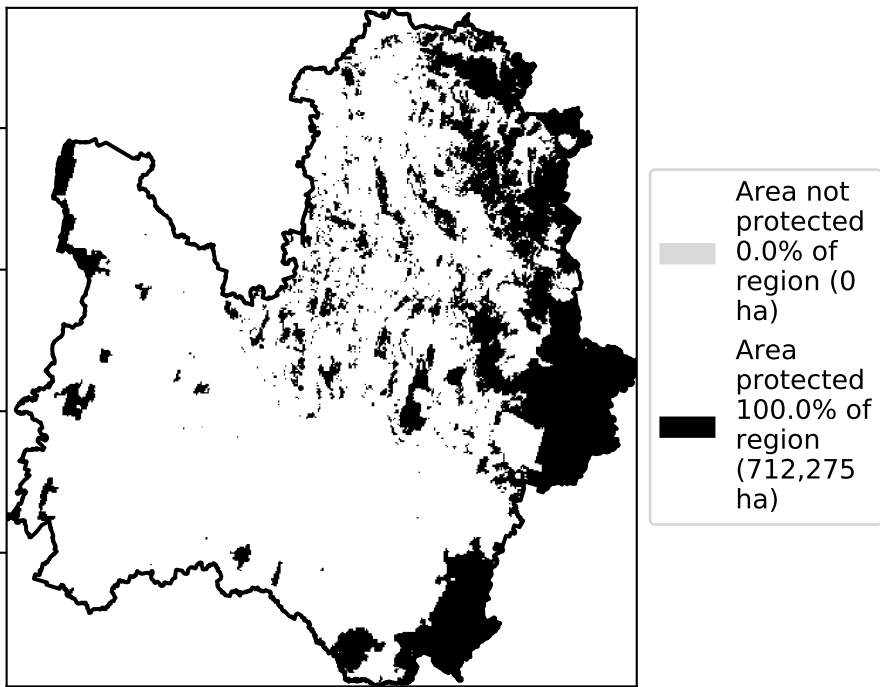 Area not
protected
0.0% of
region (0
ha)
Area
protected
100.0% of
region
(712,275
ha)